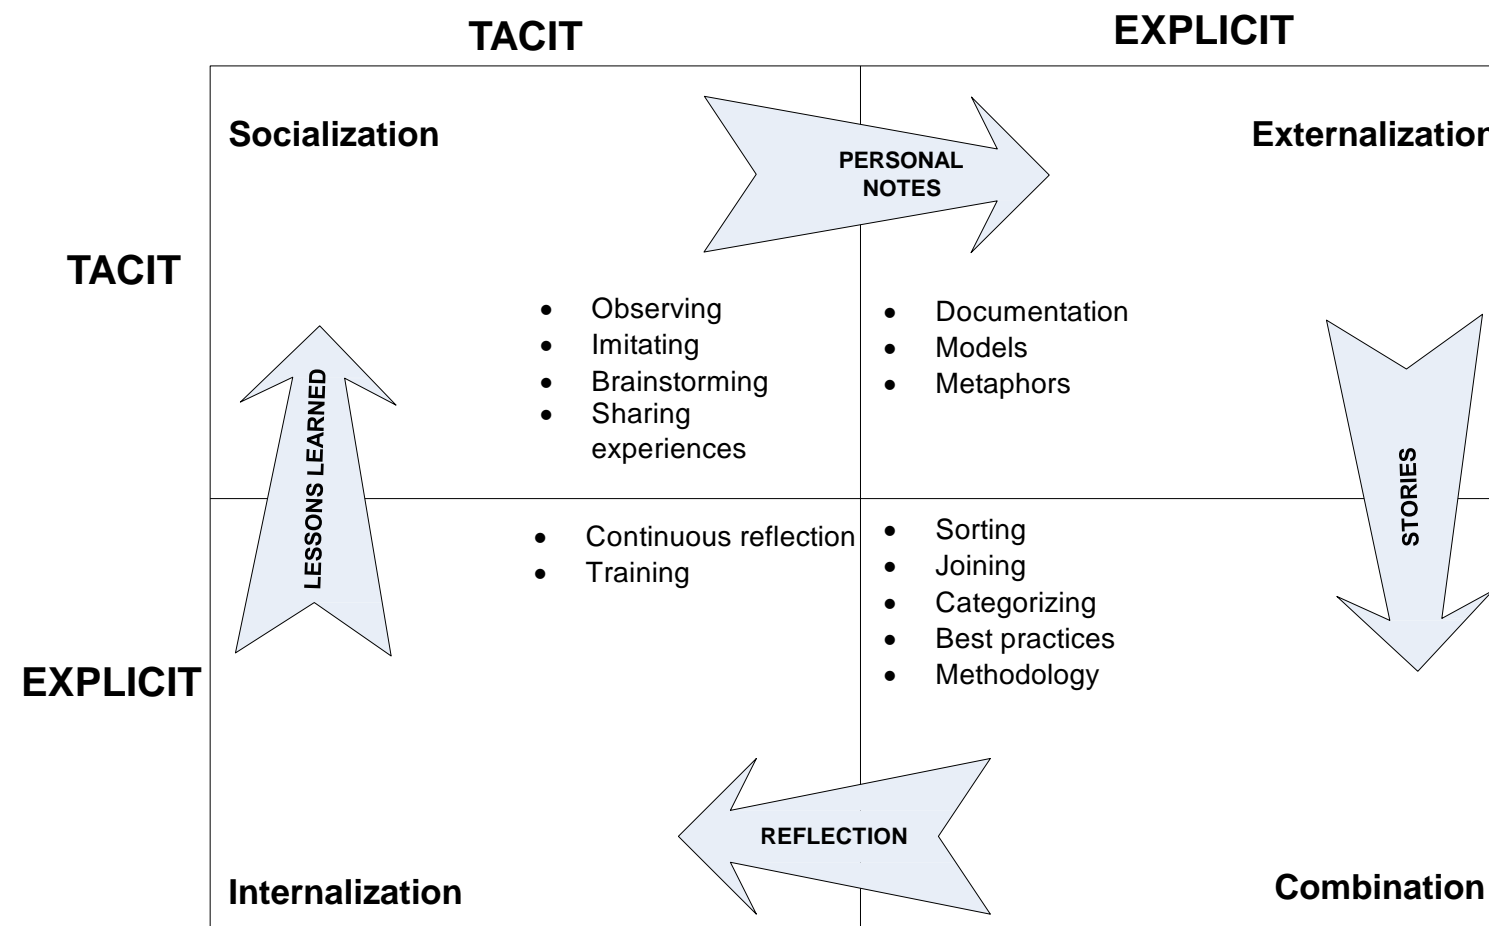 TACIT
EXPLICIT
Socialization
PERSONAL
NOTES
Externalization
TACIT
• Observing
• Imitating
• Brainstorming
• Sharing
experiences
• Documentation
• Models
• Metaphors
LESSONS LEARNED
STORIES
EXPLICIT
• Continuous reflection
• Training
• Sorting
• Joining
• Categorizing
• Best practices
• Methodology
REFLECTION
Internalization
Combination